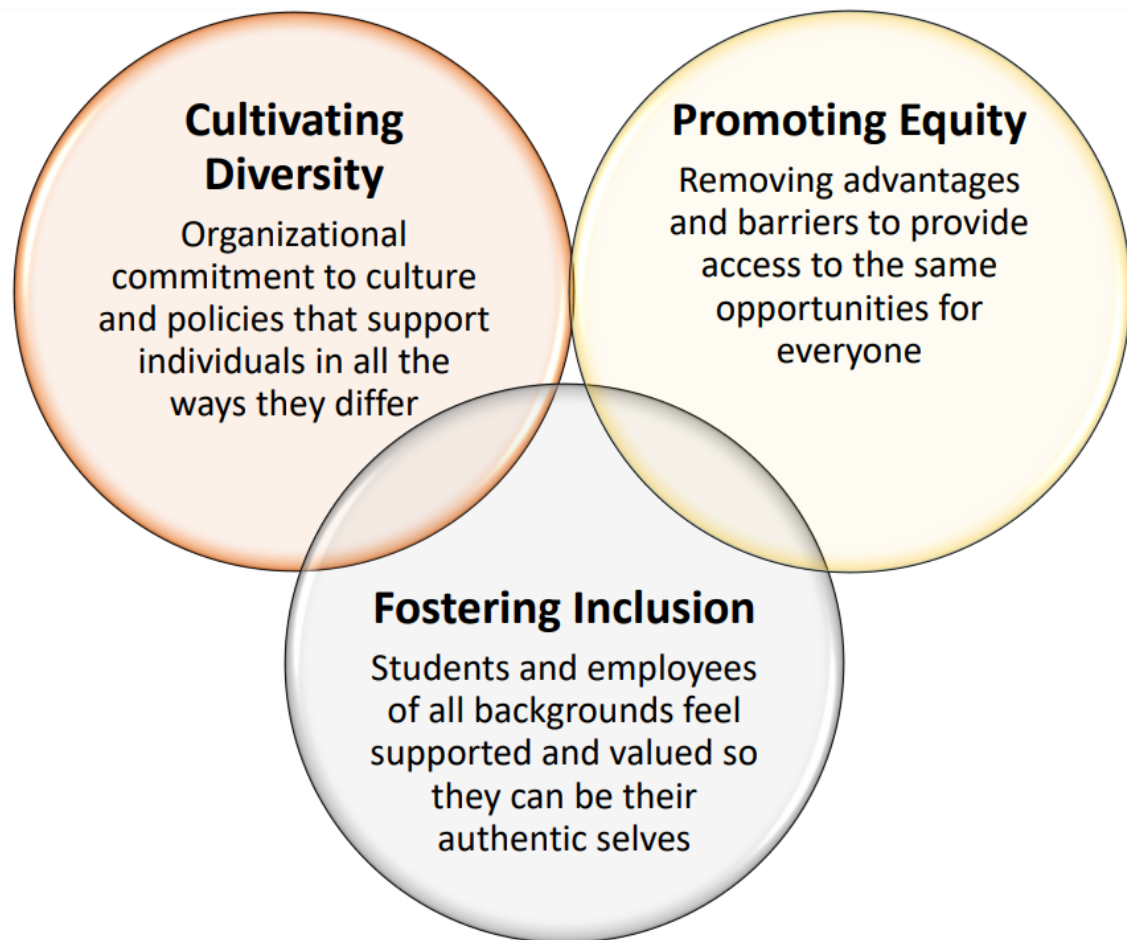 Cultivating
Diversity
Organizational
commitment to culture
and policies that support
individuals in all the
ways they differ
Promoting Equity
Removing advantages
and barriers to provide
access to the same
opportunities for
everyone
Fostering Inclusion
Students and employees
of all backgrounds feel
supported and valued so
they can be their
authentic selves